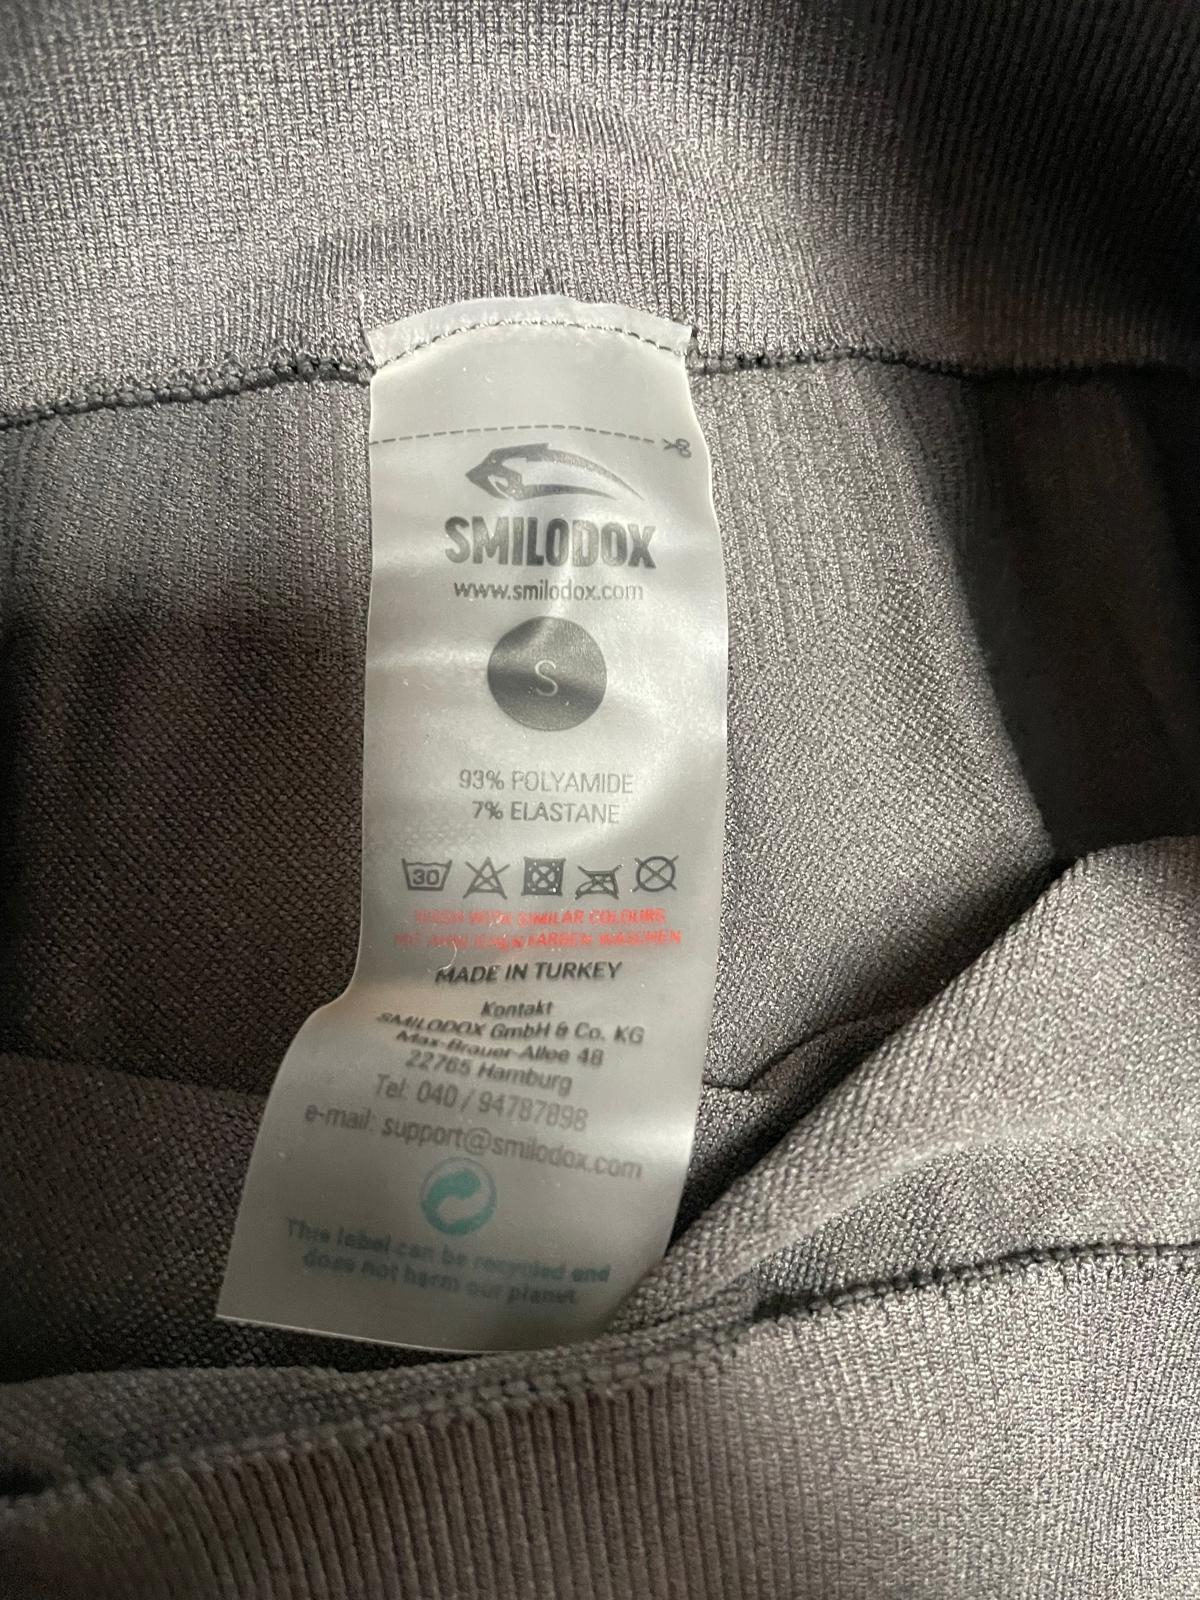 SMILODOX
www.smilodox.com
S
93% POLYAMIDE
7% ELASTANE
30
WASH WITH SIMILAR COLOURS
MIT ÄHNLICHEN FARBEN WASCHEN
MADE IN TURKEY
Kontakt
SMILODOX GmbH & Co. KG
Max-Brauer-Allee 48
22765 Hamburg
Tel: 040 / 94787898
e-mail: support@smilodox.com
This label can be recycled and
does not harm our planet.